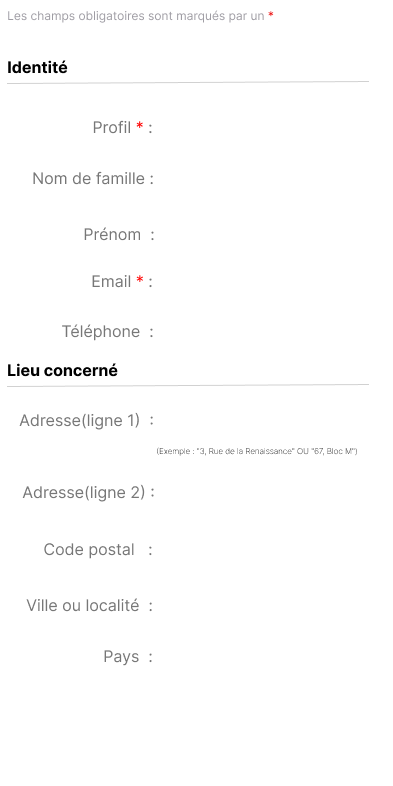 Les champs obligatoires sont marqués par un *
Identité
Profil * :
Nom de famille :
Prénom :
Email * :
Téléphone :
Lieu concerné
Adresse(ligne 1) :
(Exemple : "3, Rue de la Renaissance" OU "67, Bloc M")
Adresse(ligne 2) :
Code postal :
Ville ou localité :
Pays :